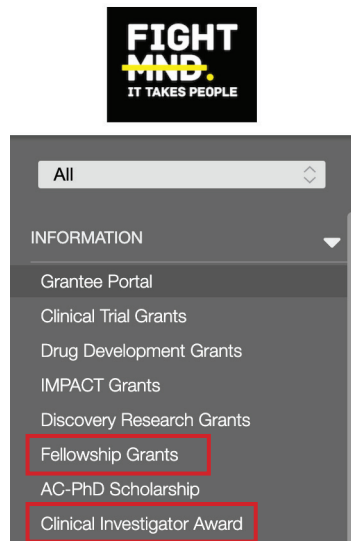 FIGHT
MND.
IT TAKES PEOPLE
All
INFORMATION
Grantee Portal
Clinical Trial Grants
Drug Development Grants
IMPACT Grants
Discovery Research Grants
Fellowship Grants
AC-PhD Scholarship
Clinical Investigator Award